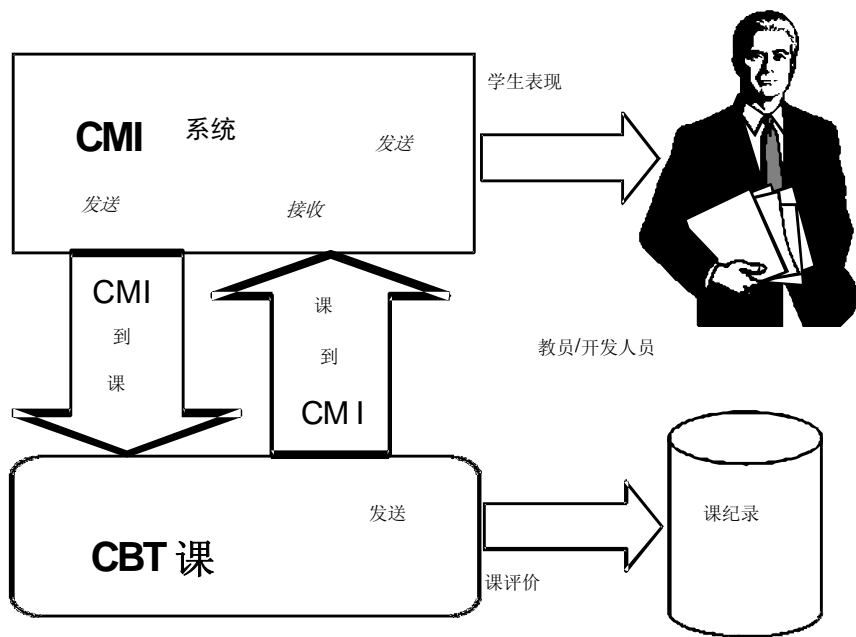 学生表现
CMI 系统
发送
发送
接收
CMI
到
课
课
到
CM I
教员/开发人员
发送
CBT 课
课纪录
课评价